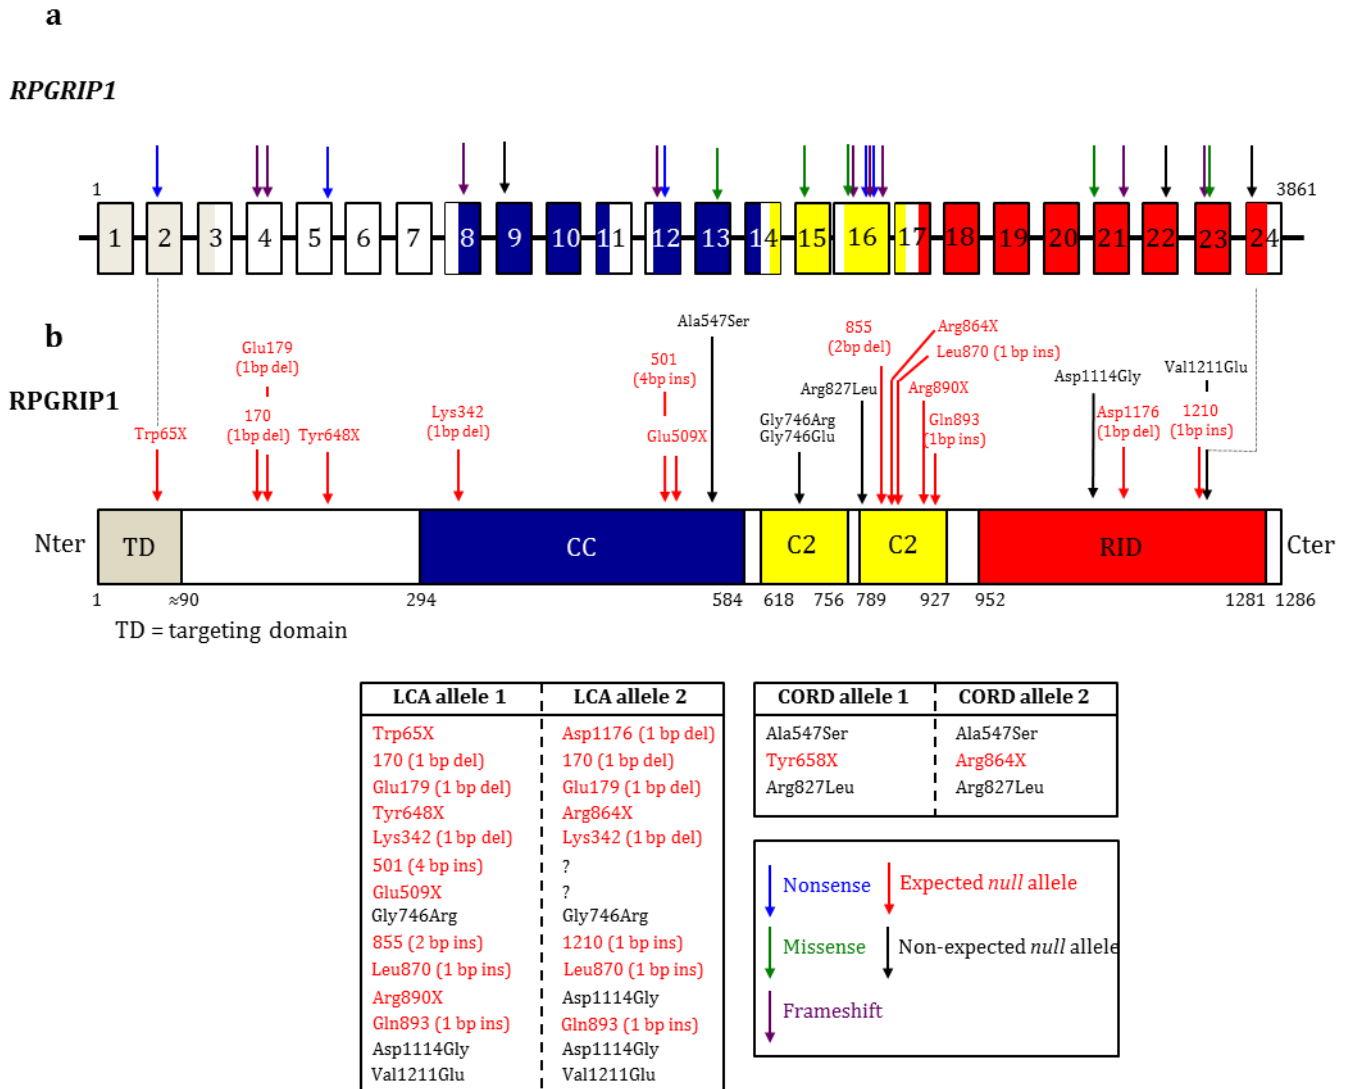 a
RPGRIP1
1
3861
1 2 3 4 5 6 7 8 9 10 11 12 13 14 15 16 17 18 19 20 21 22 23 24
b
RPGRIP1
Trp65X
Glu179
(1bp del)
170
(1bp del)
Tyr648X
Lys342
(1bp del)
501
(4bp ins)
Glu509X
Ala547Ser
Gly746Arg
Gly746Glu
Arg827Leu
855
(2bp del)
Arg864X
Leu870 (1 bp ins)
Arg890X
Gln893
(1bp ins)
Asp1114Gly
Asp1176
(1bp del)
Val1211Glu
1210
(1bp ins)
Nter TD CC C2 C2 RID Cter
1 ≈90 294 584 618 756 789 927 952 1281 1286
TD = targeting domain
LCA allele 1 LCA allele 2
Trp65X Asp1176 (1 bp del)
170 (1 bp del) 170 (1 bp del)
Glu179 (1 bp del) Glu179 (1 bp del)
Tyr648X Arg864X
Lys342 (1 bp del) Lys342 (1 bp del)
501 (4 bp ins) ?
Glu509X ?
Gly746Arg Gly746Arg
855 (2 bp ins) 1210 (1 bp ins)
Leu870 (1 bp ins) Leu870 (1 bp ins)
Arg890X Asp1114Gly
Gln893 (1 bp ins) Gln893 (1 bp ins)
Asp1114Gly Asp1114Gly
Val1211Glu Val1211Glu
CORD allele 1 CORD allele 2
Ala547Ser Ala547Ser
Tyr658X Arg864X
Arg827Leu Arg827Leu
Nonsense Expected null allele
Missense Non-expected null allele
Frameshift